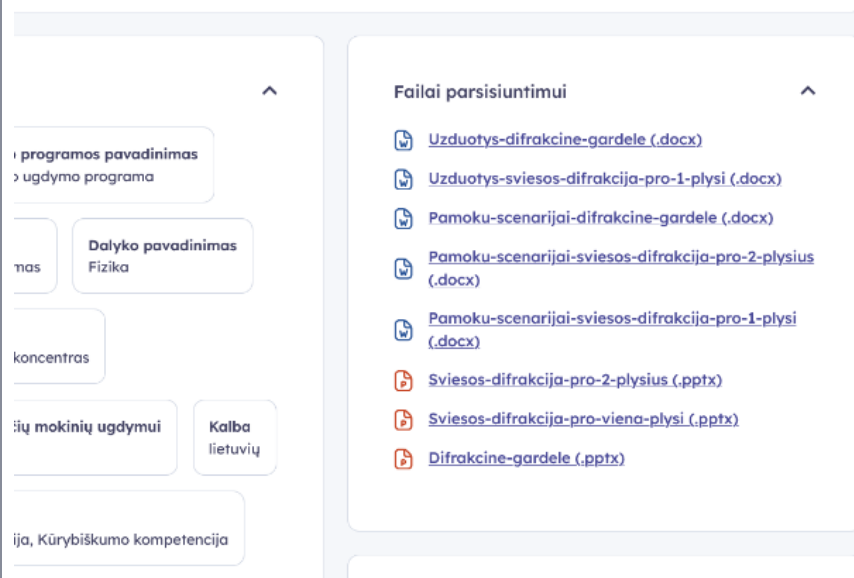 programos pavadinimas
ugdymo programa
mas
Dalyko pavadinimas
Fizika
koncentras
ių mokinių ugdymui
Kalba
lietuvių
ija, Kūrybiškumo kompetencija
Failai parsisiuntimui
Uzduotys-difrakcine-gardele (.docx)
Uzduotys-sviesos-difrakcija-pro-1-plysi (.docx)
Pamoku-scenarijai-difrakcine-gardele (.docx)
Pamoku-scenarijai-sviesos-difrakcija-pro-2-plysius
(.docx)
Pamoku-scenarijai-sviesos-difrakcija-pro-1-plysi
(.docx)
Sviesos-difrakcija-pro-2-plysius (.pptx)
Sviesos-difrakcija-pro-viena-plysi (.pptx)
Difrakcine-gardele (.pptx)